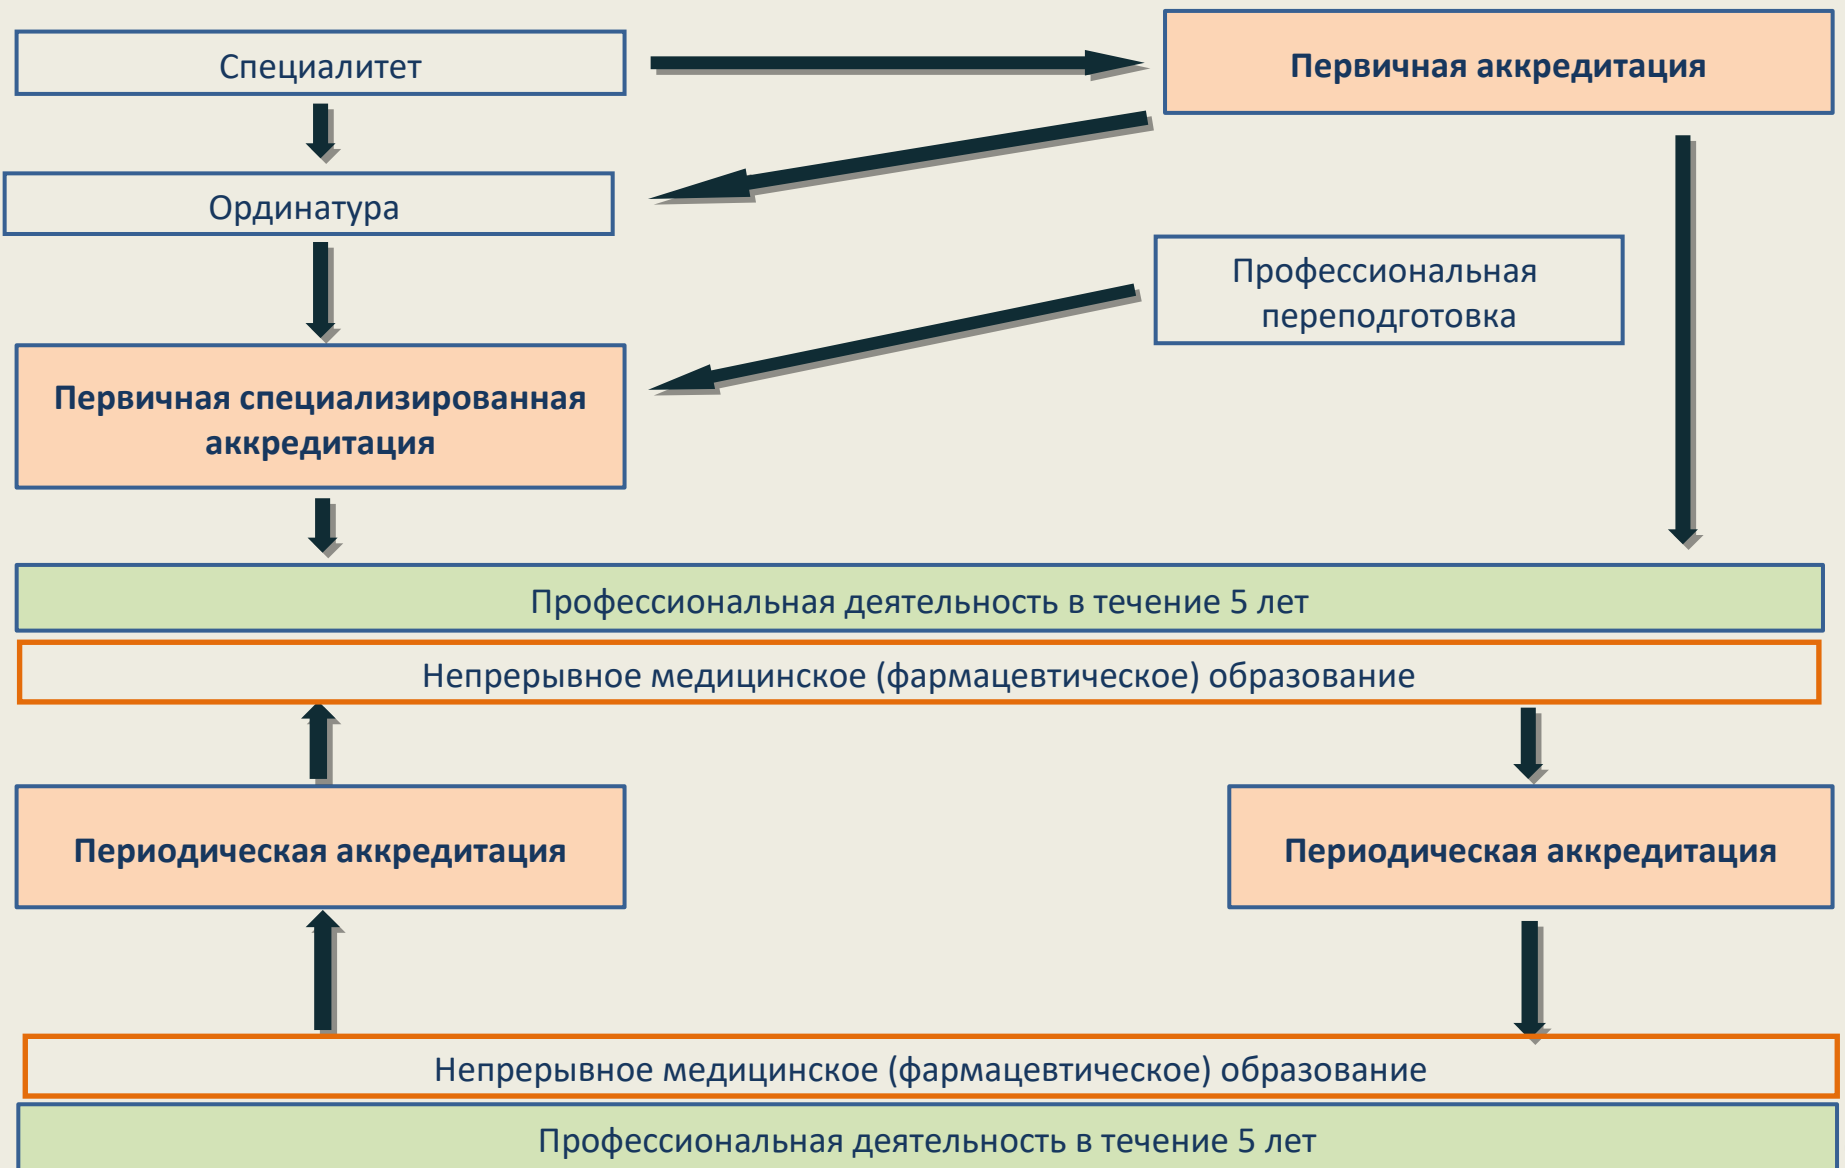 Специалитет
Первичная аккредитация
Ординатура
Профессиональная
переподготовка
Первичная специализированная
аккредитация
Профессиональная деятельность в течение 5 лет
Непрерывное медицинское (фармацевтическое) образование
Периодическая аккредитация
Периодическая аккредитация
Непрерывное медицинское (фармацевтическое) образование
Профессиональная деятельность в течение 5 лет